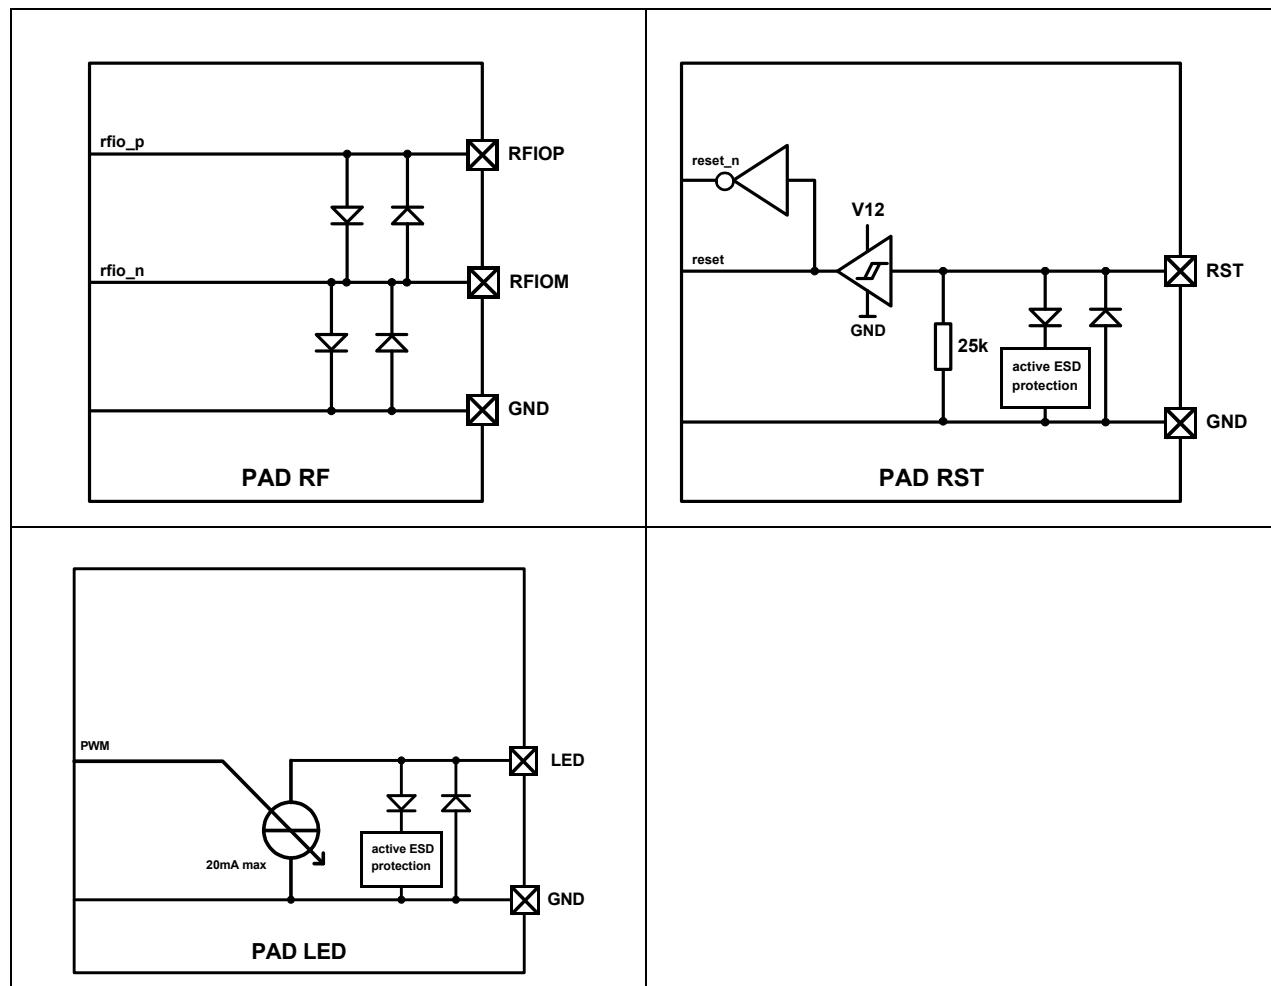 rfio_p
RFIOP
rfio_n
RFIOM
GND
PAD RF
reset_n
V12
reset
RST
GND
25k
active ESD
protection
GND
PAD RST
PWM
LED
20mA max
active ESD
protection
GND
PAD LED